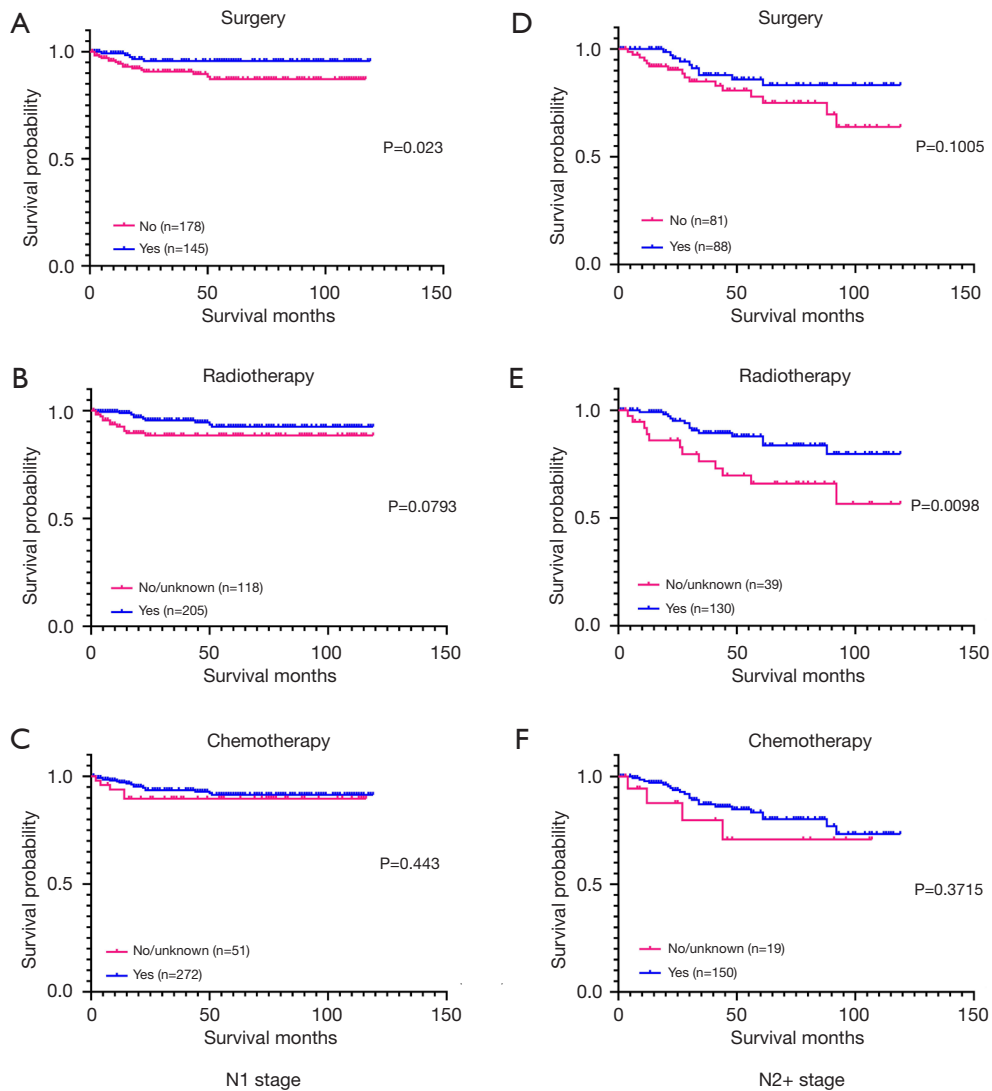 A
Surgery
Survival probability
1.0
0.5
0.0
P=0.023
No (n=178)
Yes (n=145)
0 50 100 150
Survival months
B
Radiotherapy
Survival probability
1.0
0.5
0.0
P=0.0793
No/unknown (n=118)
Yes (n=205)
0 50 100 150
Survival months
C
Chemotherapy
Survival probability
1.0
0.5
0.0
P=0.443
No/unknown (n=51)
Yes (n=272)
0 50 100 150
Survival months
N1 stage
D
Surgery
Survival probability
1.0
0.5
0.0
P=0.1005
No (n=81)
Yes (n=88)
0 50 100 150
Survival months
E
Radiotherapy
Survival probability
1.0
0.5
0.0
P=0.0098
No/unknown (n=39)
Yes (n=130)
0 50 100 150
Survival months
F
Chemotherapy
Survival probability
1.0
0.5
0.0
P=0.3715
No/unknown (n=19)
Yes (n=150)
0 50 100 150
Survival months
N2+ stage